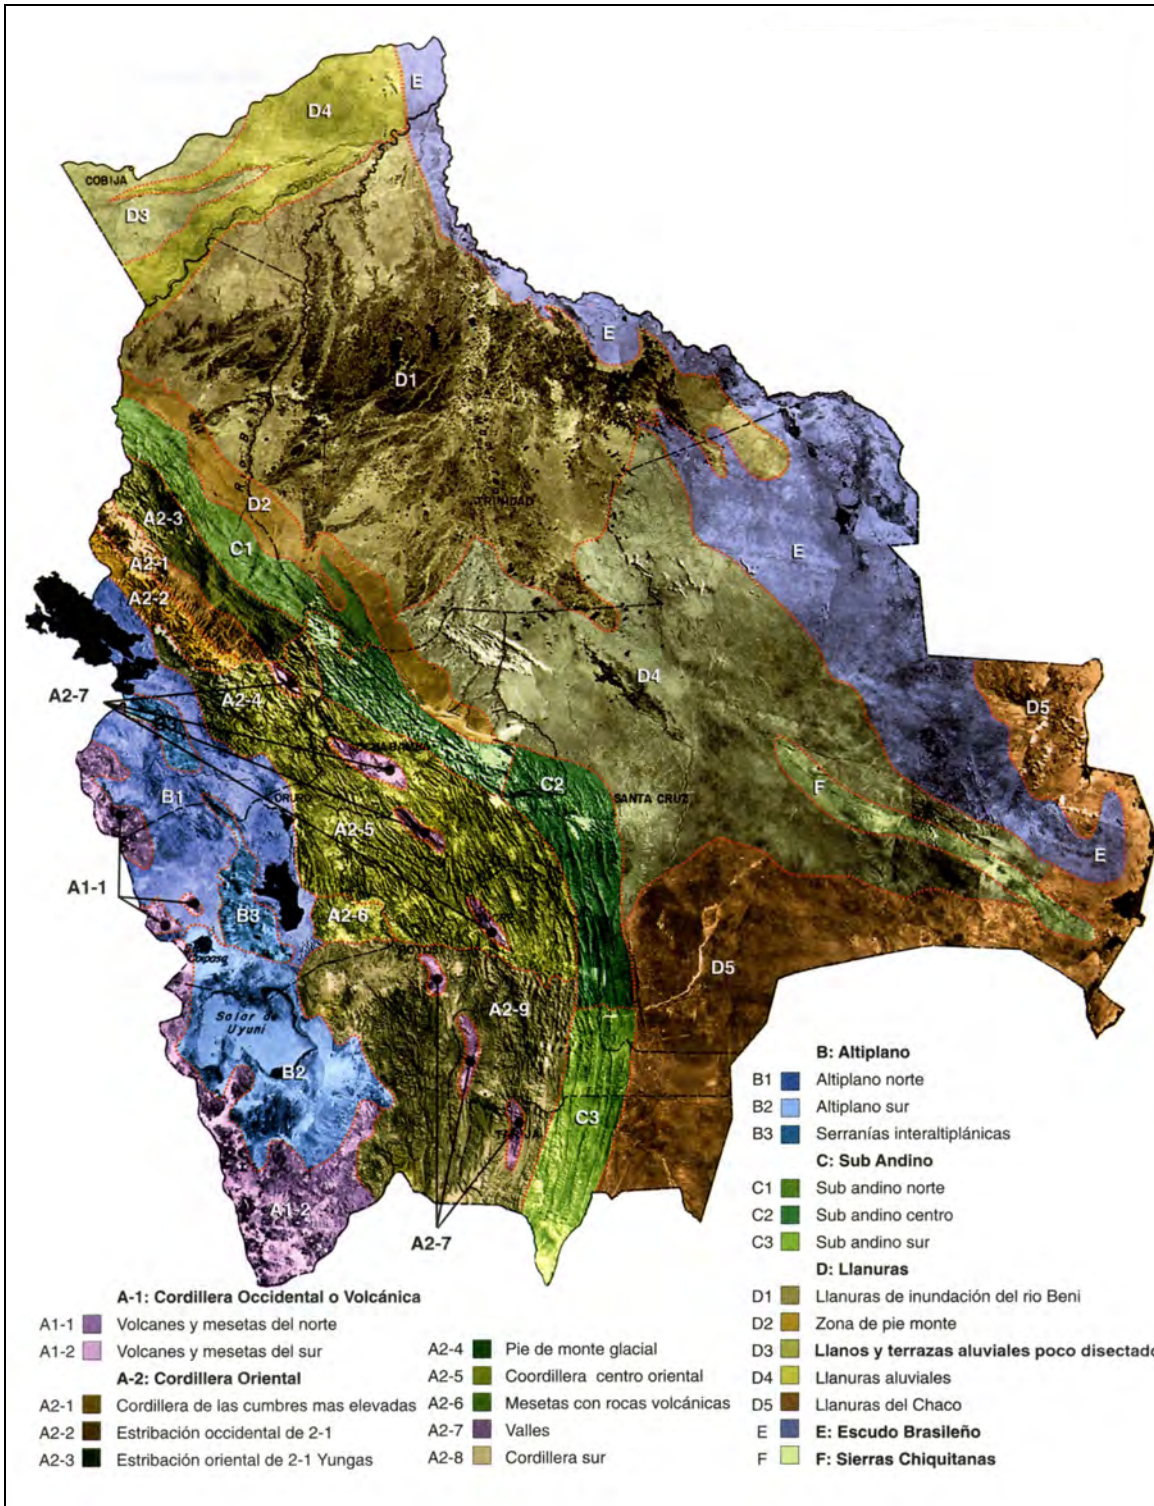 E
D4
COBIJA
D3
E
D1
TRINIDAD
D2
A2-3
C1
A2-1
E
A2-2
D4
A2-7
A2-4
D5
COCHABAMBA
C2
B1
F
ORURO
SANTA CRUZ
A2-5
E
A1-1
B3
A2-6
SUCRE
POTOSI
Coipasa
D5
A2-9
Salar de
Uyuni
B2
C3
TARIJA
A1-2
A2-7
A-1: Cordillera Occidental o Volcánica
A1-1 Volcanes y mesetas del norte
A1-2 Volcanes y mesetas del sur
A-2: Cordillera Oriental
A2-1 Cordillera de las cumbres mas elevadas
A2-2 Estribación occidental de 2-1
A2-3 Estribación oriental de 2-1 Yungas
A2-4 Pie de monte glacial
A2-5 Coordillera centro oriental
A2-6 Mesetas con rocas volcánicas
A2-7 Valles
A2-8 Cordillera sur
B: Altiplano
B1 Altiplano norte
B2 Altiplano sur
B3 Serranías interaltiplánicas
C: Sub Andino
C1 Sub andino norte
C2 Sub andino centro
C3 Sub andino sur
D: Llanuras
D1 Llanuras de inundación del rio Beni
D2 Zona de pie monte
D3 Llanos y terrazas aluviales poco disectado
D4 Llanuras aluviales
D5 Llanuras del Chaco
E E: Escudo Brasileño
F F: Sierras Chiquitanas